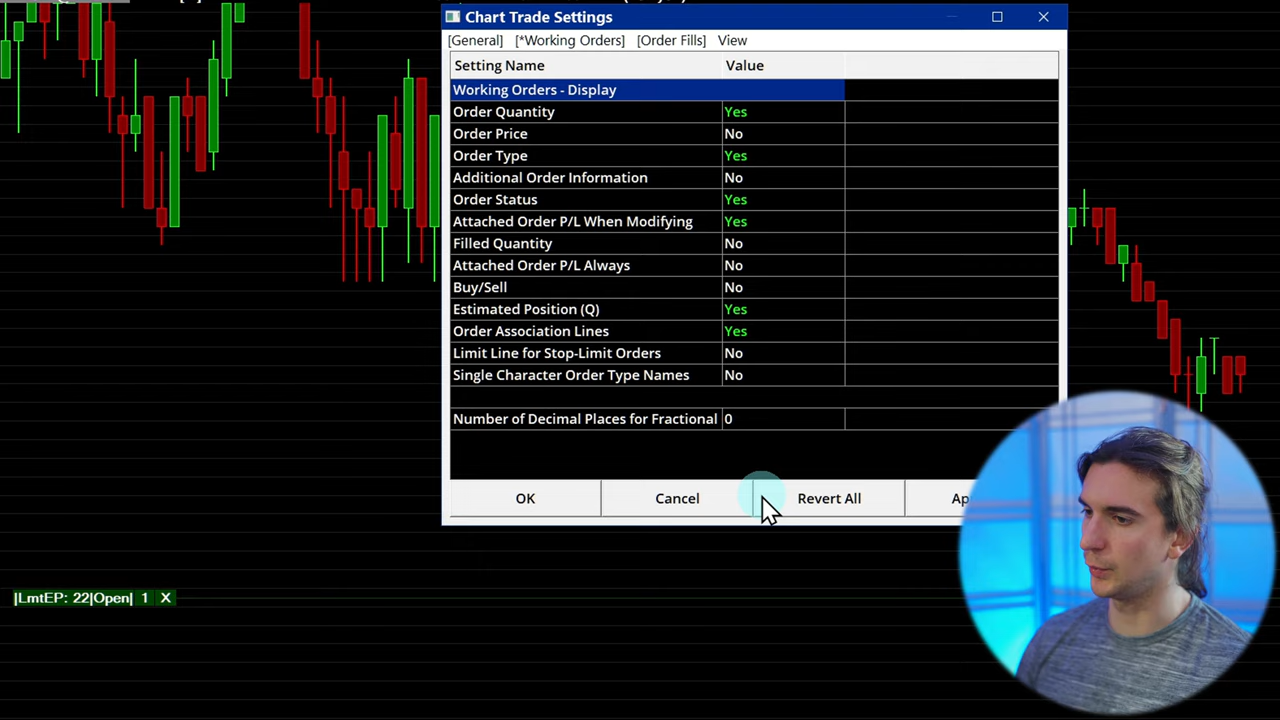 Chart Trade Settings
[General] [*Working Orders] [Order Fills] View
Setting Name Value
Working Orders - Display
Order Quantity Yes
Order Price No
Order Type Yes
Additional Order Information No
Order Status Yes
Attached Order P/L When Modifying Yes
Filled Quantity No
Attached Order P/L Always No
Buy/Sell No
Estimated Position (Q) Yes
Order Association Lines Yes
Limit Line for Stop-Limit Orders No
Single Character Order Type Names No
Number of Decimal Places for Fractional 0
OK Cancel Revert All
|LmtEP: 22|Open| 1 X